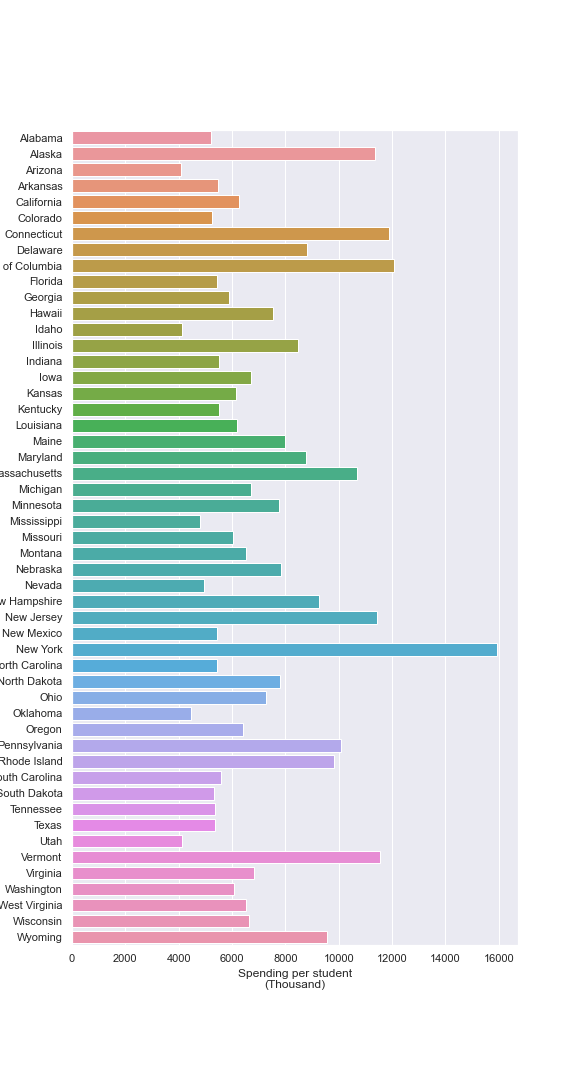 Alabama
Alaska
Arizona
Arkansas
California
Colorado
Connecticut
Delaware
of Columbia
Florida
Georgia
Hawaii
Idaho
Illinois
Indiana
Iowa
Kansas
Kentucky
Louisiana
Maine
Maryland
assachusetts
Michigan
Minnesota
Mississippi
Missouri
Montana
Nebraska
Nevada
w Hampshire
New Jersey
New Mexico
New York
orth Carolina
North Dakota
Ohio
Oklahoma
Oregon
Pennsylvania
Rhode Island
outh Carolina
South Dakota
Tennessee
Texas
Utah
Vermont
Virginia
Washington
West Virginia
Wisconsin
Wyoming
0 2000 4000 6000 8000 10000 12000 14000 16000
Spending per student
(Thousand)